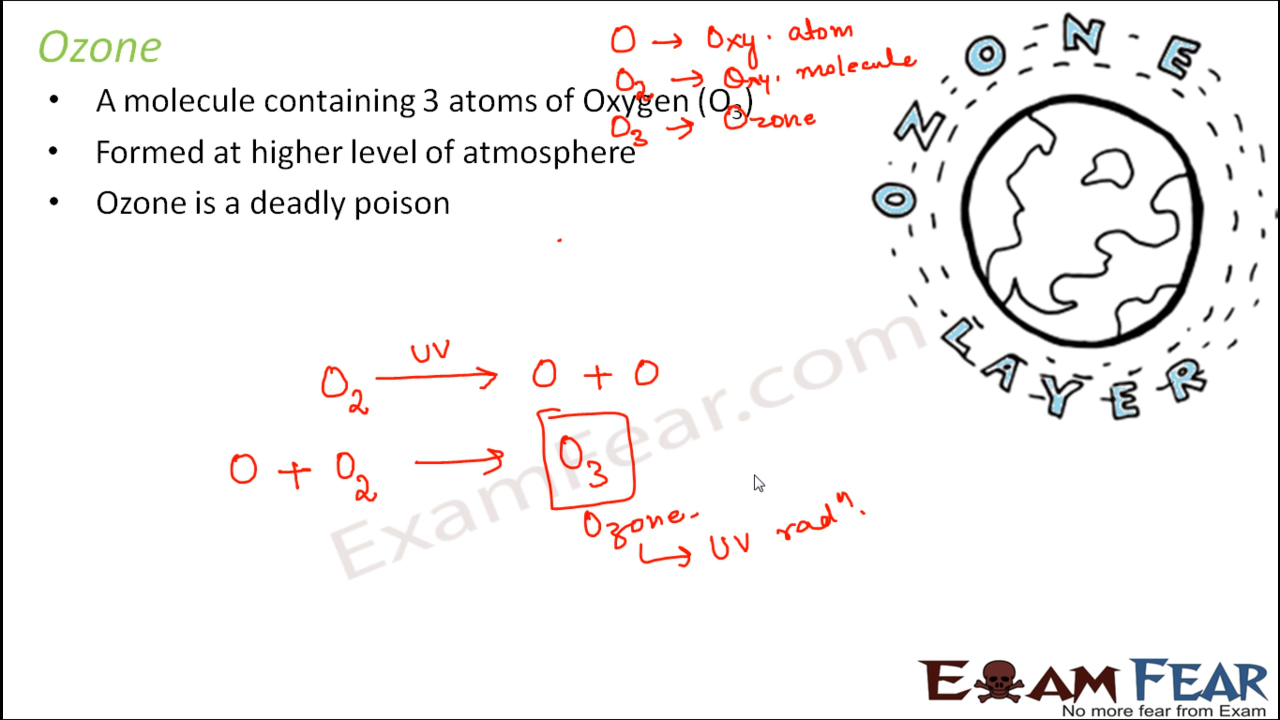 Ozone
• A molecule containing 3 atoms of Oxygen (O₃)
• Formed at higher level of atmosphere
• Ozone is a deadly poison
O → Oxy. atom
O₂ → Oxy. molecule
O₃ → Ozone
OZONE
LAYER
O₂ UV → O + O
O + O₂ → O₃
Ozone.
↳ UV radⁿ.
ExamFear.com
EXAM FEAR
No more fear from Exam